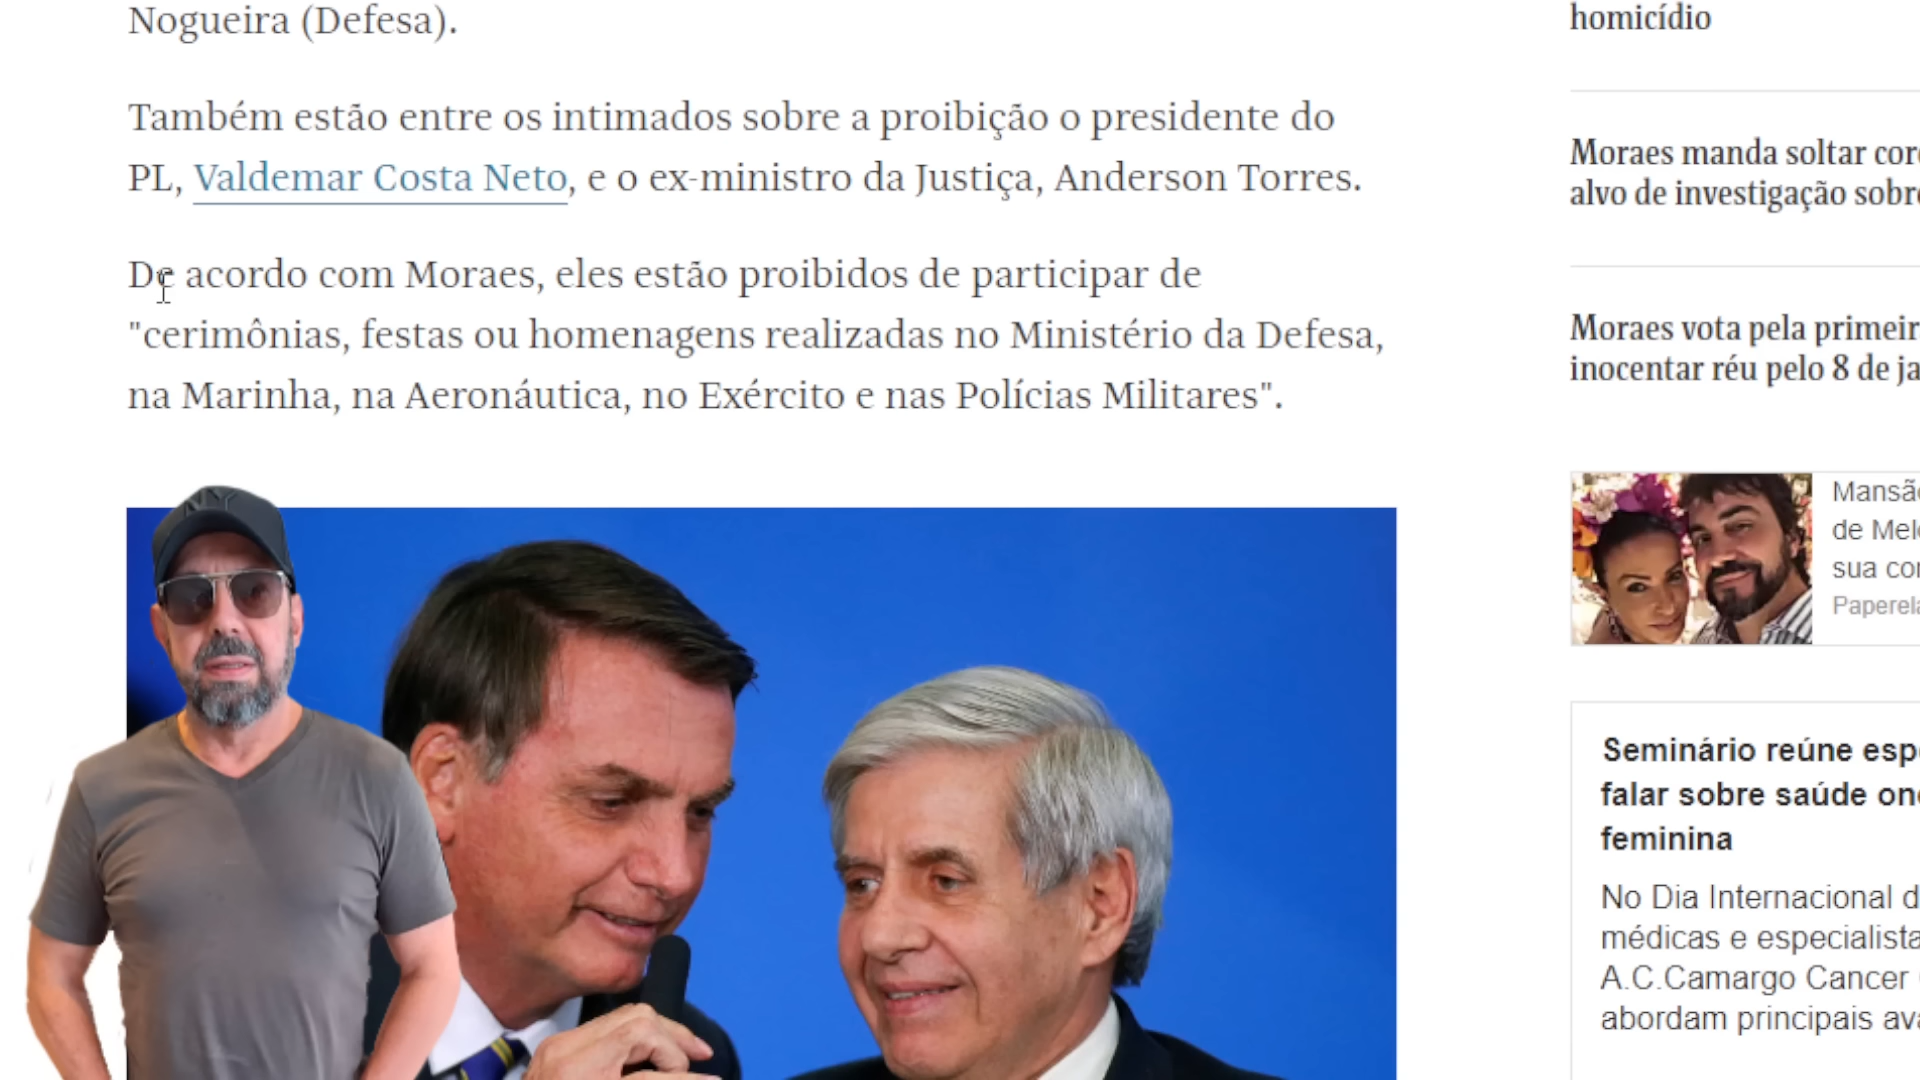 Nogueira (Defesa).
Também estão entre os intimados sobre a proibição o presidente do
PL, Valdemar Costa Neto, e o ex-ministro da Justiça, Anderson Torres.
De acordo com Moraes, eles estão proibidos de participar de
"cerimônias, festas ou homenagens realizadas no Ministério da Defesa,
na Marinha, na Aeronáutica, no Exército e nas Polícias Militares".
NY
homicídio
Moraes manda soltar
alvo de investigação
Moraes vota pela
inocentar réu pelo 8 de
de
sua
Seminário reúne
falar sobre saúde
feminina
No Dia Internacional
médicas e
A.C.Camargo Cancer
abordam principais